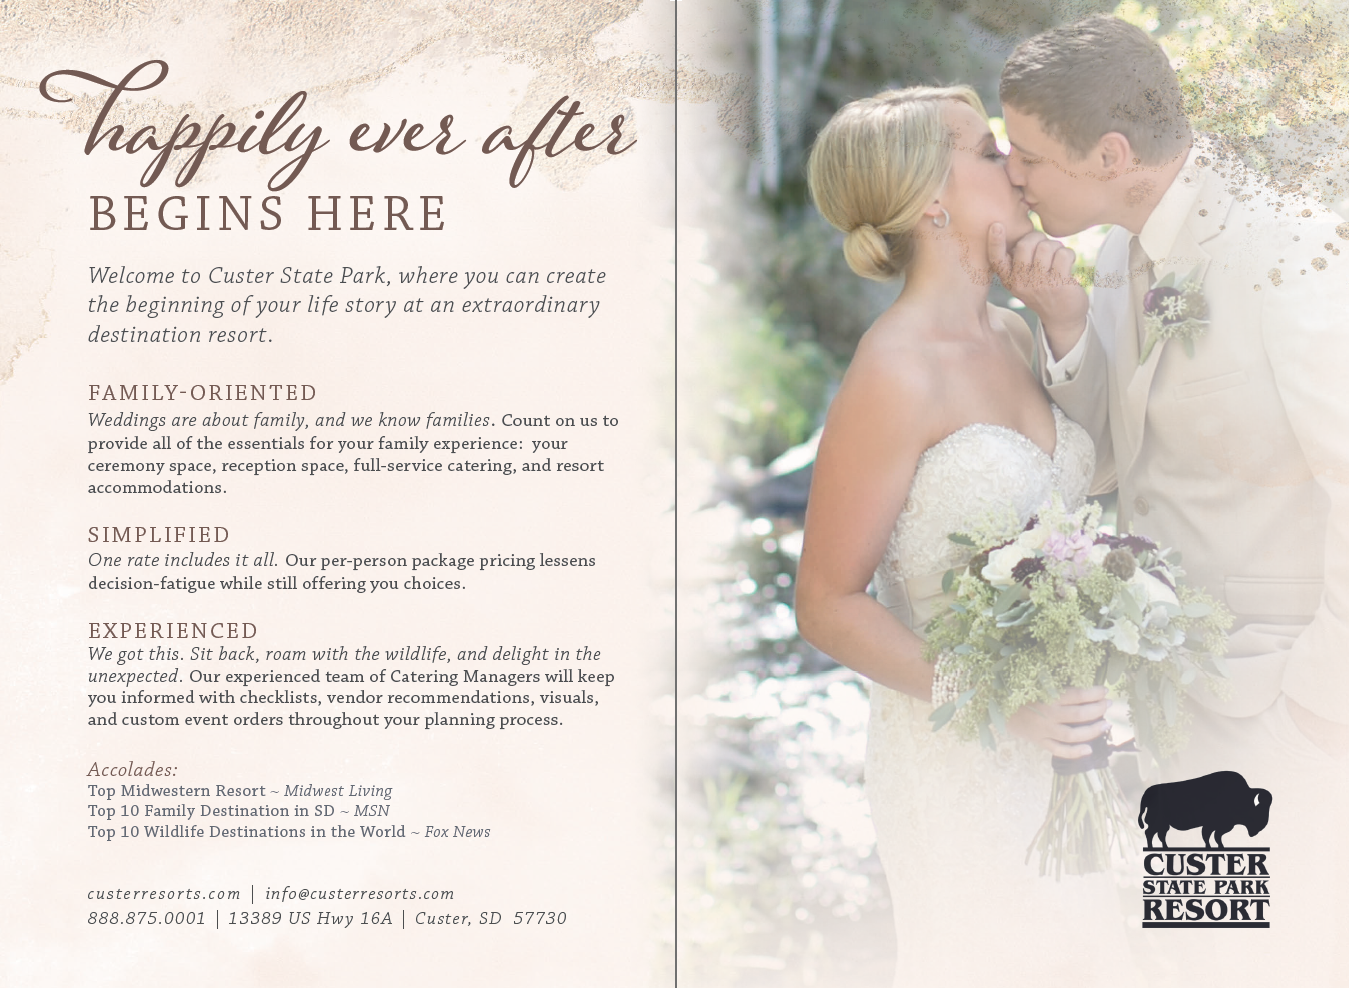 happily ever after
BEGINS HERE
Welcome to Custer State Park, where you can create
the beginning of your life story at an extraordinary
destination resort.
FAMILY-ORIENTED
Weddings are about family, and we know families. Count on us to
provide all of the essentials for your family experience:  your
ceremony space, reception space, full-service catering, and resort
accommodations.
SIMPLIFIED
One rate includes it all. Our per-person package pricing lessens
decision-fatigue while still offering you choices.
EXPERIENCED
We got this. Sit back, roam with the wildlife, and delight in the
unexpected. Our experienced team of Catering Managers will keep
you informed with checklists, vendor recommendations, visuals,
and custom event orders throughout your planning process.
Accolades:
Top Midwestern Resort ~ Midwest Living
Top 10 Family Destination in SD ~ MSN
Top 10 Wildlife Destinations in the World ~ Fox News
custerresorts.com | info@custerresorts.com
888.875.0001 | 13389 US Hwy 16A | Custer, SD  57730
CUSTER
STATE PARK
RESORT